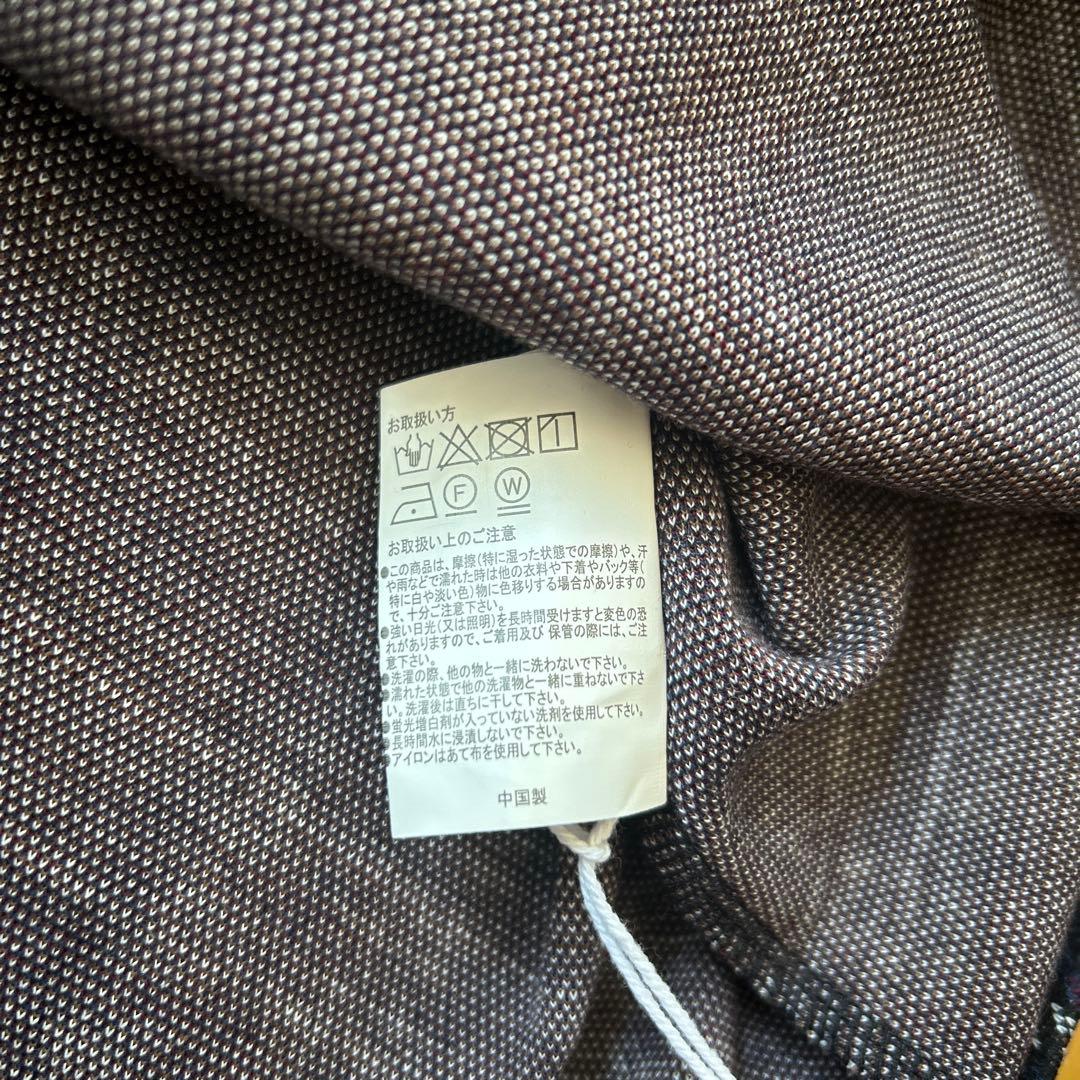 お取扱い方
F W
お取扱い上のご注意
●この商品は、摩擦(特に湿った状態での摩擦)や、汗
や雨などで濡れた時は他の衣料や下着やバック等(
特に白や淡い色)物に色移りする場合がありますの
で、十分ご注意下さい。
●強い日光(又は照明)を長時間受けますと変色の恐
れがありますので、ご着用及び 保管の際には、ご注
意下さい。
●洗濯の際、他の物と一緒に洗わないで下さい。
●濡れた状態で他の洗濯物と一緒に重ねないで下さ
い。洗濯後は直ちに干して下さい。
●蛍光増白剤が入っていない洗剤を使用して下さい。
●長時間水に浸漬しないで下さい。
●アイロンはあて布を使用して下さい。
中国製